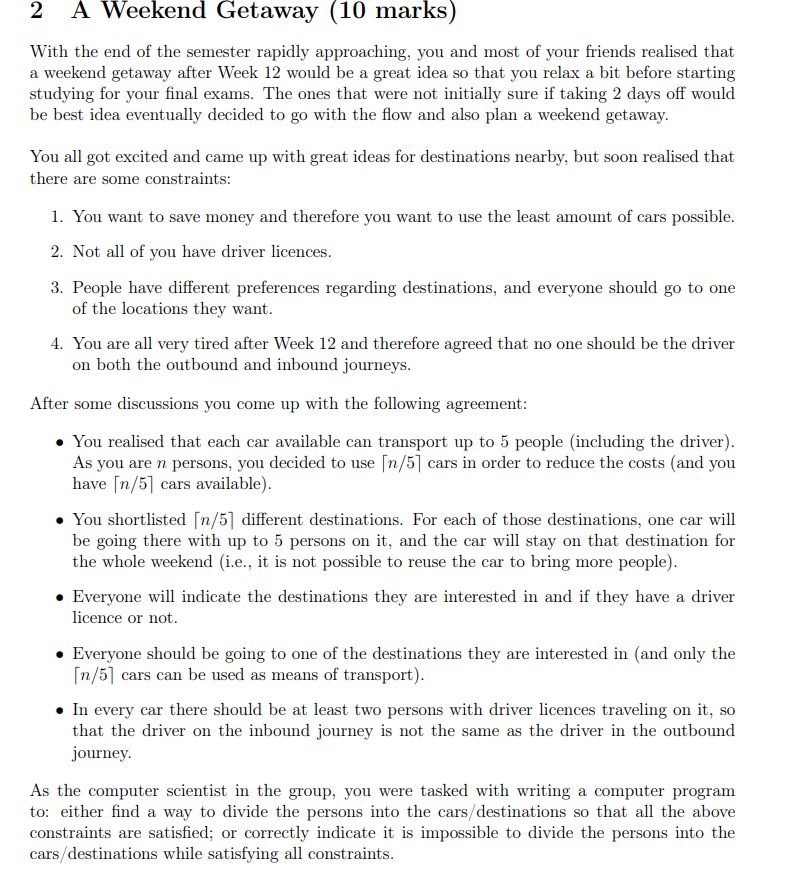 2 A Weekend Getaway (10 marks)
With the end of the semester rapidly approaching, you and most of your friends realised that
a weekend getaway after Week 12 would be a great idea so that you relax a bit before starting
studying for your final exams. The ones that were not initially sure if taking 2 days off would
be best idea eventually decided to go with the flow and also plan a weekend getaway.
You all got excited and came up with great ideas for destinations nearby, but soon realised that
there are some constraints:
1. You want to save money and therefore you want to use the least amount of cars possible.
2. Not all of you have driver licences.
3. People have different preferences regarding destinations, and everyone should go to one
of the locations they want.
4. You are all very tired after Week 12 and therefore agreed that no one should be the driver
on both the outbound and inbound journeys.
After some discussions you come up with the following agreement:
• You realised that each car available can transport up to 5 people (including the driver).
As you are n persons, you decided to use ⌈n/5⌉ cars in order to reduce the costs (and you
have ⌈n/5⌉ cars available).
• You shortlisted ⌈n/5⌉ different destinations. For each of those destinations, one car will
be going there with up to 5 persons on it, and the car will stay on that destination for
the whole weekend (i.e., it is not possible to reuse the car to bring more people).
• Everyone will indicate the destinations they are interested in and if they have a driver
licence or not.
• Everyone should be going to one of the destinations they are interested in (and only the
⌈n/5⌉ cars can be used as means of transport).
• In every car there should be at least two persons with driver licences traveling on it, so
that the driver on the inbound journey is not the same as the driver in the outbound
journey.
As the computer scientist in the group, you were tasked with writing a computer program
to: either find a way to divide the persons into the cars/destinations so that all the above
constraints are satisfied; or correctly indicate it is impossible to divide the persons into the
cars/destinations while satisfying all constraints.